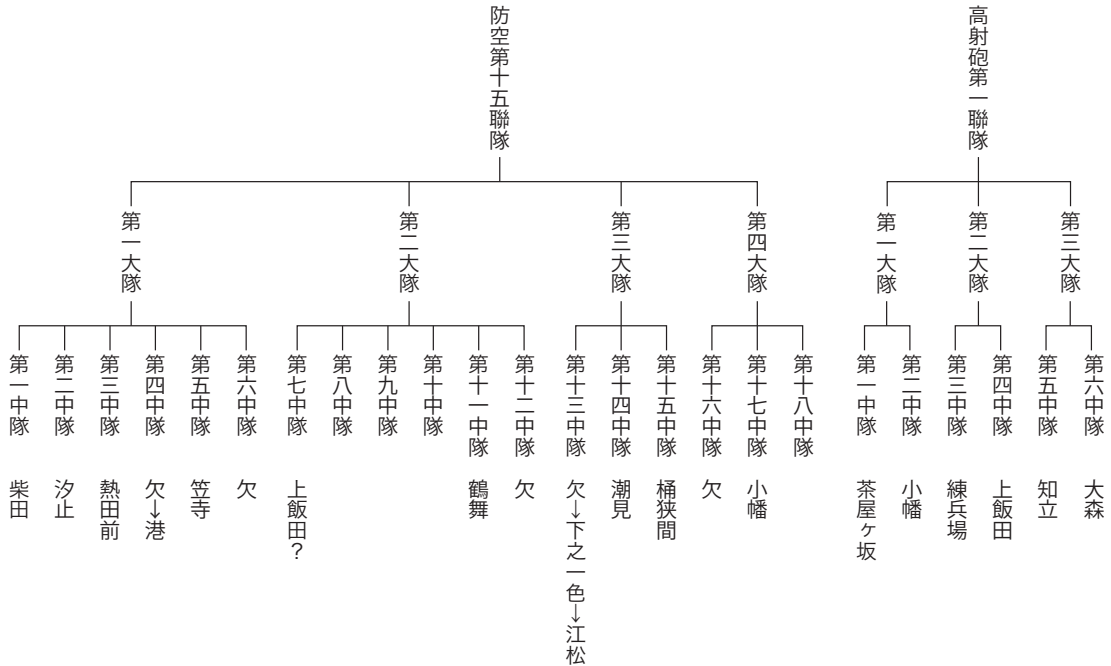 防空第十五聯隊
高射砲第一聯隊
第一大隊
第二大隊
第三大隊
第四大隊
第一大隊
第二大隊
第三大隊
第一中隊 柴田
第二中隊 汐止
第三中隊 熱田前
第四中隊 欠→港
第五中隊 笠寺
第六中隊 欠
第七中隊 上飯田?
第八中隊
第九中隊
第十中隊
第十一中隊 鶴舞
第十二中隊 欠
第十三中隊 欠→下之一色→江松
第十四中隊 潮見
第十五中隊 桶狭間
第十六中隊 欠
第十七中隊 小幡
第十八中隊
第一中隊 茶屋ヶ坂
第二中隊 小幡
第三中隊 練兵場
第四中隊 上飯田
第五中隊 知立
第六中隊 大森